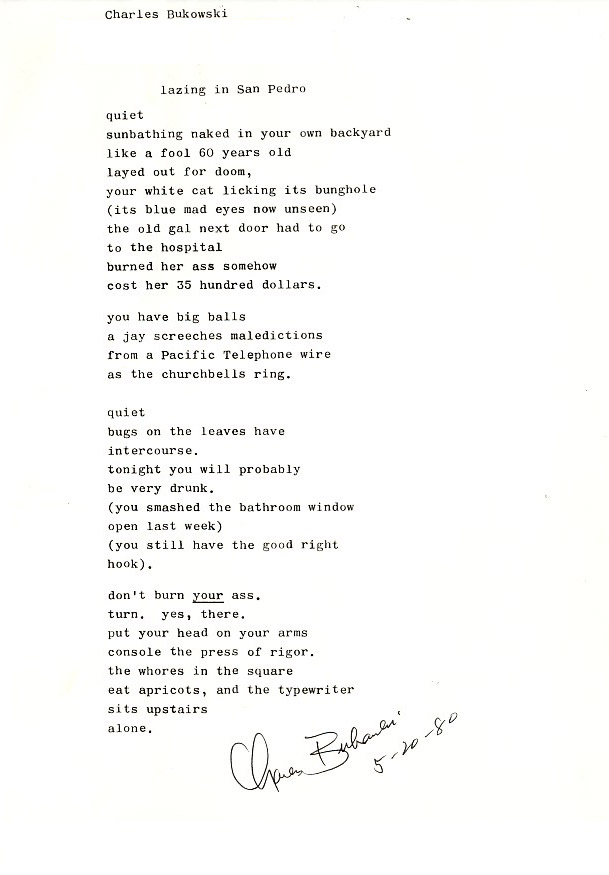 Charles Bukowski
lazing in San Pedro
quiet
sunbathing naked in your own backyard
like a fool 60 years old
layed out for doom,
your white cat licking its bunghole
(its blue mad eyes now unseen)
the old gal next door had to go
to the hospital
burned her ass somehow
cost her 35 hundred dollars.
you have big balls
a jay screeches maledictions
from a Pacific Telephone wire
as the churchbells ring.
quiet
bugs on the leaves have
intercourse.
tonight you will probably
be very drunk.
(you smashed the bathroom window
open last week)
(you still have the good right
hook).
don't burn your ass.
turn.  yes, there.
put your head on your arms
console the press of rigor.
the whores in the square
eat apricots, and the typewriter
sits upstairs
alone.
Charles Bukowski
5-20-80